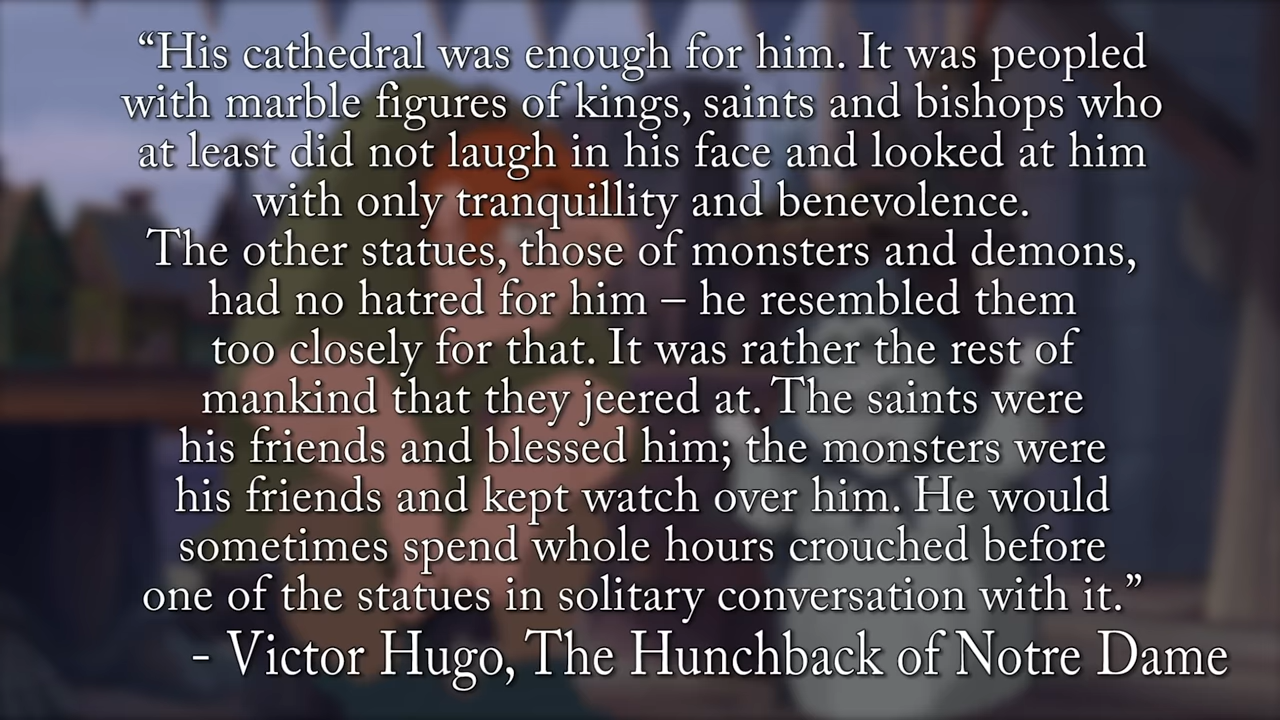 “His cathedral was enough for him. It was peopled
with marble figures of kings, saints and bishops who
at least did not laugh in his face and looked at him
with only tranquillity and benevolence.
The other statues, those of monsters and demons,
had no hatred for him – he resembled them
too closely for that. It was rather the rest of
mankind that they jeered at. The saints were
his friends and blessed him; the monsters were
his friends and kept watch over him. He would
sometimes spend whole hours crouched before
one of the statues in solitary conversation with it.”
- Victor Hugo, The Hunchback of Notre Dame